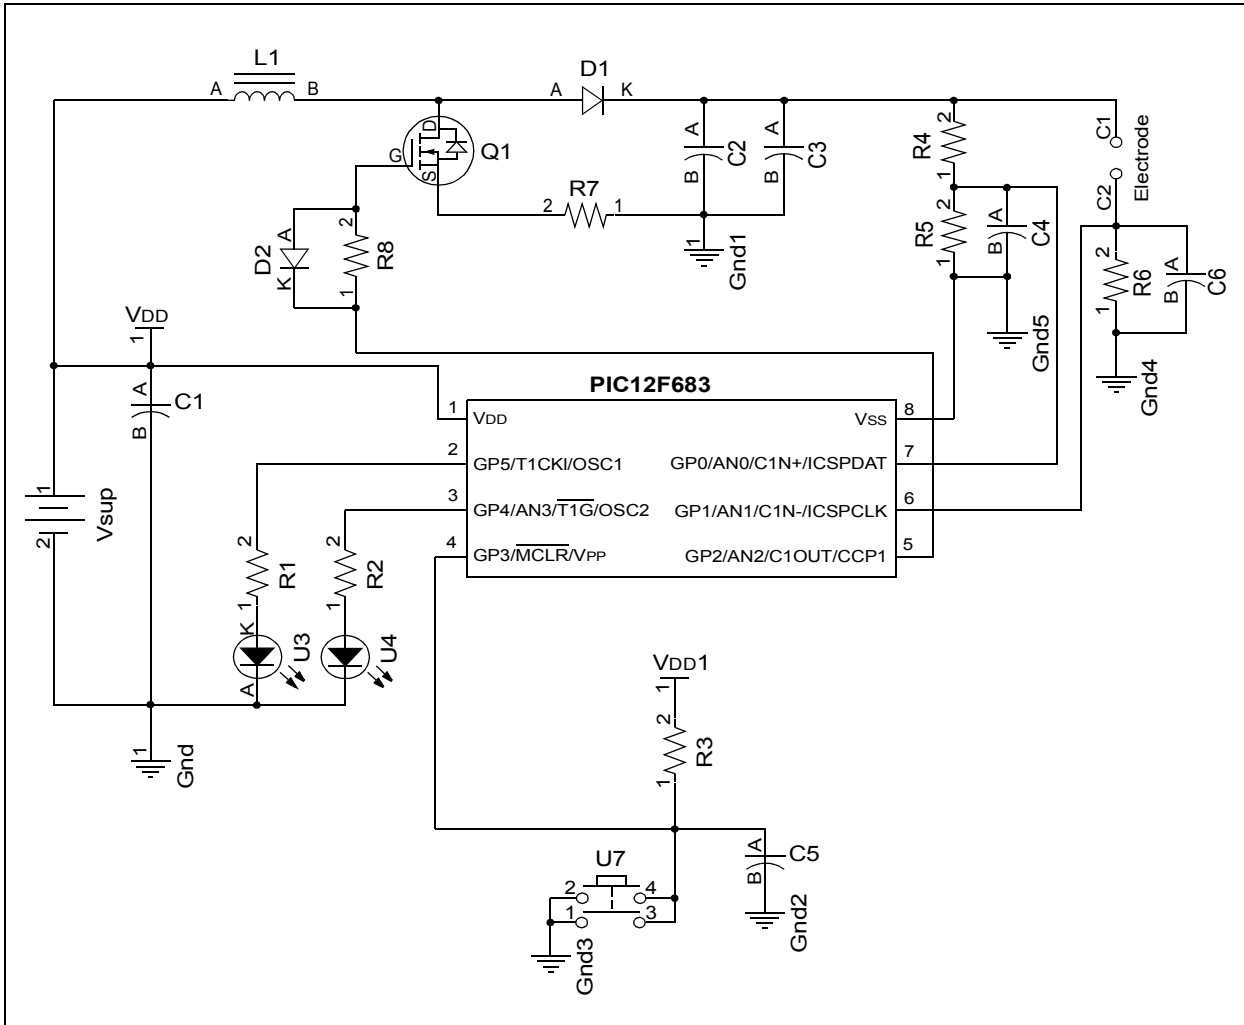 L1
A
B
D1
A
K
D
G
S
Q1
A
B
C2
A
B
C3
2
R4
1
C1
C2
Electrode
2
R7
1
1
Gnd1
A
D2
K
2
R8
1
2
R5
1
A
B
C4
Gnd5
2
R6
1
A
B
C6
Gnd4
VDD
1
A
C1
B
PIC12F683
1
VDD
VSS
8
2
GP5/T1CKI/OSC1
GP0/AN0/C1N+/ICSPDAT
7
3
GP4/AN3/T1G/OSC2
GP1/AN1/C1N-/ICSPCLK
6
4
GP3/MCLR/VPP
GP2/AN2/C1OUT/CCP1
5
1
Vsup
2
2
R1
1
2
R2
1
K
U3
A
U4
1
Gnd
VDD1
1
2
R3
1
U7
2
4
1
3
Gnd3
A
C5
B
Gnd2